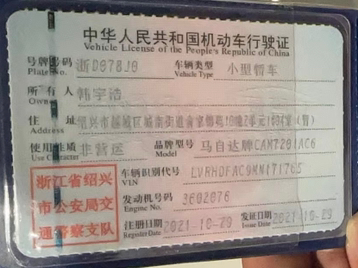 中华人民共和国机动车行驶证
Vehicle License of the People's Republic of China
号牌号码 浙D878J8 车辆类型 小型轿车
Plate No. Vehicle Type
所有人 韩宇浩
Owner
住址
Address
使用性质 非营运 品牌型号 马自达牌CAM7201AC6
Use Character Model
浙江省绍兴
市公安局交
通警察支队
车辆识别代号
VIN
发动机号码 3602076
Engine No.
注册日期 2021-10-29 发证日期 2021-10-29
Register Date Issue Date